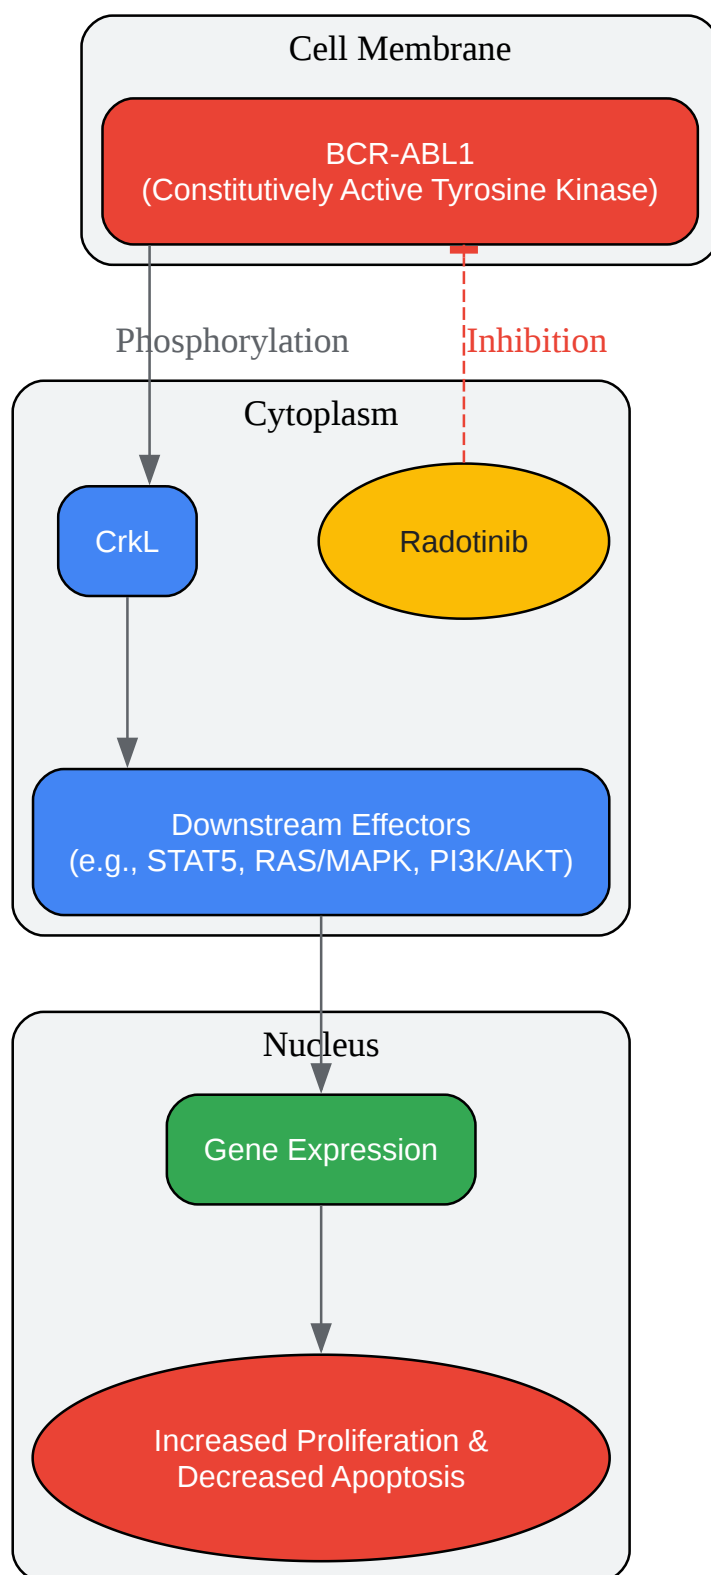 Cell Membrane
BCR-ABL1
(Constitutively Active Tyrosine Kinase)
Phosphorylation
Inhibition
Cytoplasm
CrkL
Radotinib
Downstream Effectors
(e.g., STAT5, RAS/MAPK, PI3K/AKT)
Nucleus
Gene Expression
Increased Proliferation &
Decreased Apoptosis